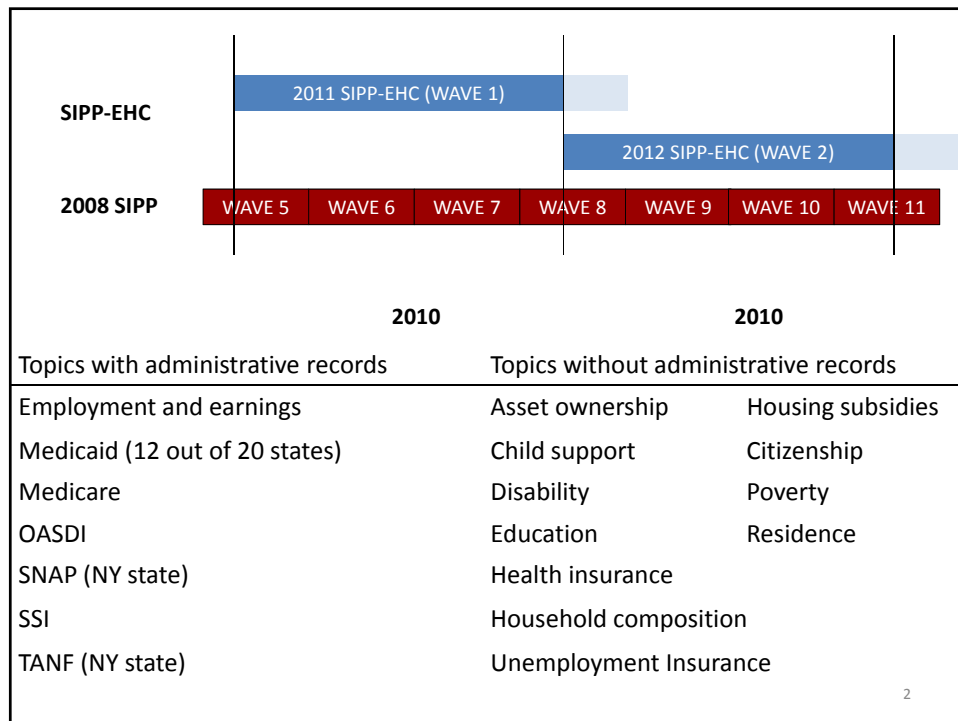 2011 SIPP-EHC (WAVE 1)
SIPP-EHC
2012 SIPP-EHC (WAVE 2)
2008 SIPP WAVE 5 WAVE 6 WAVE 7 WAVE 8 WAVE 9 WAVE 10 WAVE 11
2010 2010
Topics with administrative records Topics without administrative records
Employment and earnings Asset ownership Housing subsidies
Medicaid (12 out of 20 states) Child support Citizenship
Medicare Disability Poverty
OASDI Education Residence
SNAP (NY state) Health insurance
SSI Household composition
TANF (NY state) Unemployment Insurance
2